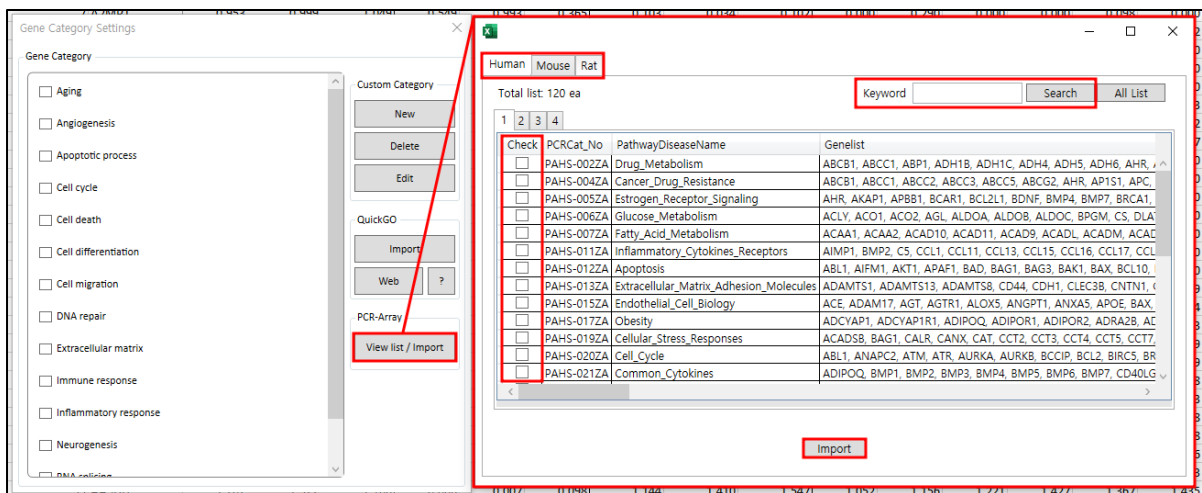 Gene Category Settings
Gene Category
Aging
Angiogenesis
Apoptotic process
Cell cycle
Cell death
Cell differentiation
Cell migration
DNA repair
Extracellular matrix
Immune response
Inflammatory response
Neurogenesis
RNA splicing
Custom Category
New
Delete
Edit
QuickGO
Import
Web ?
PCR-Array
View list / Import
Human Mouse Rat
Total list: 120 ea
Keyword Search All List
1 2 3 4
Check PCRCat_No PathwayDiseaseName Genelist
PAHS-002ZA Drug_Metabolism ABCB1, ABCC1, ABP1, ADH1B, ADH1C, ADH4, ADH5, ADH6, AHR,
PAHS-004ZA Cancer_Drug_Resistance ABCB1, ABCC1, ABCC2, ABCC3, ABCC5, ABCG2, AHR, AP1S1, APC,
PAHS-005ZA Estrogen_Receptor_Signaling AHR, AKAP1, APBB1, BCAR1, BCL2L1, BDNF, BMP4, BMP7, BRCA1,
PAHS-006ZA Glucose_Metabolism ACLY, ACO1, ACO2, AGL, ALDOA, ALDOB, ALDOC, BPGM, CS, DLA
PAHS-007ZA Fatty_Acid_Metabolism ACAA1, ACAA2, ACAD10, ACAD11, ACAD9, ACADL, ACADM, ACAD
PAHS-011ZA Inflammatory_Cytokines_Receptors AIMP1, BMP2, C5, CCL1, CCL11, CCL13, CCL15, CCL16, CCL17, CCL
PAHS-012ZA Apoptosis ABL1, AIFM1, AKT1, APAF1, BAD, BAG1, BAG3, BAK1, BAX, BCL10,
PAHS-013ZA Extracellular_Matrix_Adhesion_Molecules ADAMTS1, ADAMTS13, ADAMTS8, CD44, CDH1, CLEC3B, CNTN1,
PAHS-015ZA Endothelial_Cell_Biology ACE, ADAM17, AGT, AGTR1, ALOX5, ANGPT1, ANXA5, APOE, BAX,
PAHS-017ZA Obesity ADCYAP1, ADCYAP1R1, ADIPOQ, ADIPOR1, ADIPOR2, ADRA2B, AD
PAHS-019ZA Cellular_Stress_Responses ACADSB, BAG1, CALR, CANX, CAT, CCT2, CCT3, CCT4, CCT5, CCT7,
PAHS-020ZA Cell_Cycle ABL1, ANAPC2, ATM, ATR, AURKA, AURKB, BCCIP, BCL2, BIRC5, BR
PAHS-021ZA Common_Cytokines ADIPOQ, BMP1, BMP2, BMP3, BMP4, BMP5, BMP6, BMP7, CD40LG
Import